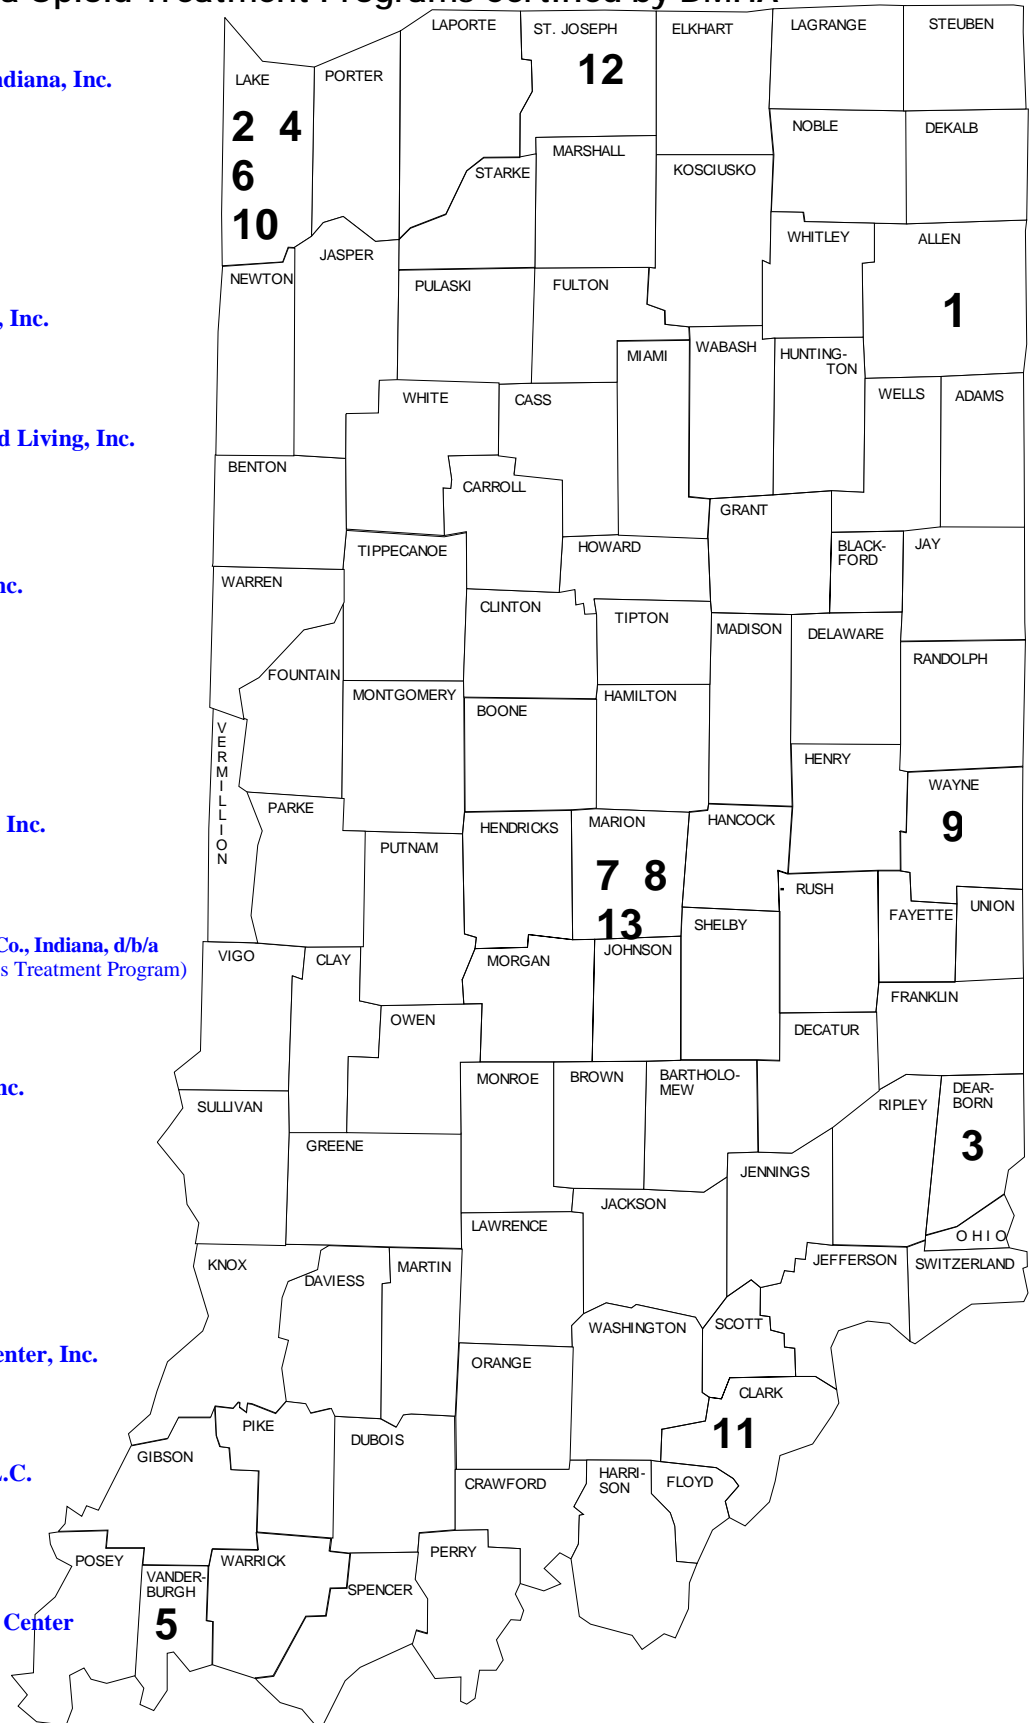 Opioid Treatment Programs certified by DMHA
LAPORTE
ST. JOSEPH
ELKHART
LAGRANGE
STEUBEN
ndiana, Inc.
LAKE
PORTER
12
2 4
NOBLE
DEKALB
MARSHALL
6
STARKE
KOSCIUSKO
10
WHITLEY
ALLEN
JASPER
NEWTON
PULASKI
FULTON
, Inc.
1
MIAMI
WABASH
HUNTING-
TON
WHITE
CASS
WELLS
ADAMS
d Living, Inc.
BENTON
CARROLL
GRANT
TIPPECANOE
HOWARD
BLACK-
FORD
JAY
nc.
WARREN
CLINTON
TIPTON
MADISON
DELAWARE
RANDOLPH
FOUNTAIN
MONTGOMERY
BOONE
HAMILTON
VERMILLION
HENRY
WAYNE
PARKE
Inc.
HENDRICKS
MARION
HANCOCK
9
PUTNAM
7 8
RUSH
13
FAYETTE
UNION
SHELBY
Co., Indiana, d/b/a
s Treatment Program)
VIGO
CLAY
MORGAN
JOHNSON
FRANKLIN
OWEN
DECATUR
nc.
MONROE
BROWN
BARTHOLO-
MEW
DEAR-
BORN
SULLIVAN
RIPLEY
GREENE
3
JENNINGS
JACKSON
LAWRENCE
OHIO
KNOX
DAVIESS
MARTIN
JEFFERSON
SWITZERLAND
WASHINGTON
SCOTT
enter, Inc.
ORANGE
CLARK
PIKE
DUBOIS
11
GIBSON
L.C.
CRAWFORD
HARRI-
SON
FLOYD
POSEY
VANDER-
BURGH
WARRICK
PERRY
SPENCER
Center
5